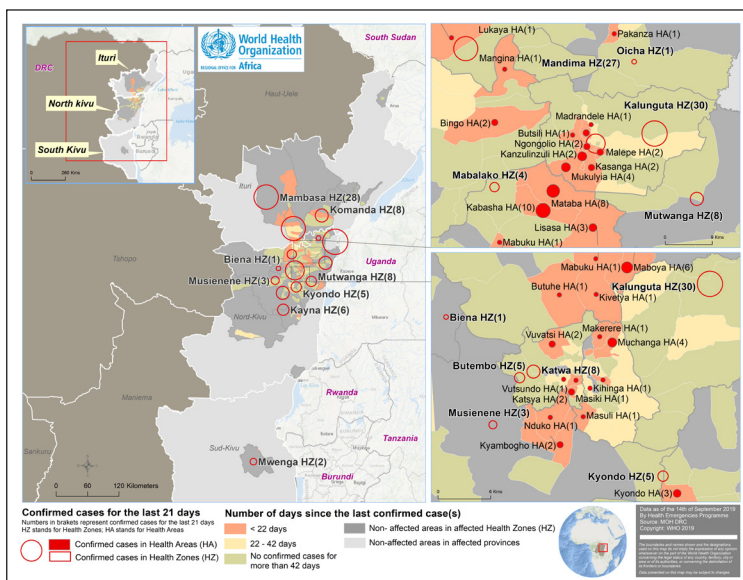 DRC
Ituri
North kivu
South Kivu
World Health
Organization
REGIONAL OFFICE FOR Africa
South Sudan
Haut-Uele
Ituri
Mambasa HZ(28)
Komanda HZ(8)
Uganda
Tshopo
Biena HZ(1)
Musienene HZ(3)
Mutwanga HZ(8)
Kyondo HZ(5)
Kayna HZ(6)
Nord-Kivu
Rwanda
Maniema
Tanzania
Sud-Kivu
Sankuru
Mwenga HZ(2)
Burundi
0 60 120 Kilometers
Lukaya HA(1)
Pakanza HA(1)
Oicha HZ(1)
Mangina HA(1)
Mandima HZ(27)
Kalunguta HZ(30)
Bingo HA(2)
Madrandele HA(1)
Butsili HA(1)
Ngongolio HA(2)
Kanzulinzuli HA(2)
Malepe HA(2)
Kasanga HA(2)
Mabalako HZ(4)
Mukulyia HA(4)
Mataba HA(8)
Mutwanga HZ(8)
Kabasha HA(10)
Lisasa HA(3)
Mabuku HA(1)
Mabuku HA(1)
Maboya HA(6)
Kalunguta HZ(30)
Butuhe HA(1)
Kivetya HA(1)
Biena HZ(1)
Makerere HA(1)
Vuvatsi HA(2)
Muchanga HA(4)
Butembo HZ(5)
Katwa HZ(8)
Vutsundo HA(1)
Kihinga HA(1)
Katsya HA(2)
Masiki HA(1)
Musienene HZ(3)
Masuli HA(1)
Nduko HA(1)
Kyambogho HA(2)
Kyondo HZ(5)
Kyondo HA(3)
Confirmed cases for the last 21 days
Numbers in brakets represent confirmed cases for the last 21 days
HZ stands for Health Zones; HA stands for Health Areas
Confirmed cases in Health Areas (HA)
Confirmed cases in Health Zones (HZ)
Number of days since the last confirmed case(s)
< 22 days
22 - 42 days
No confirmed cases for
more than 42 days
Non- affected areas in affected Health Zones (HZ)
Non-affected areas in affected provinces
Data as of the 14th of September 2019
By Health Emergencies Programme
Source: MOH DRC
Copyright: WHO 2019